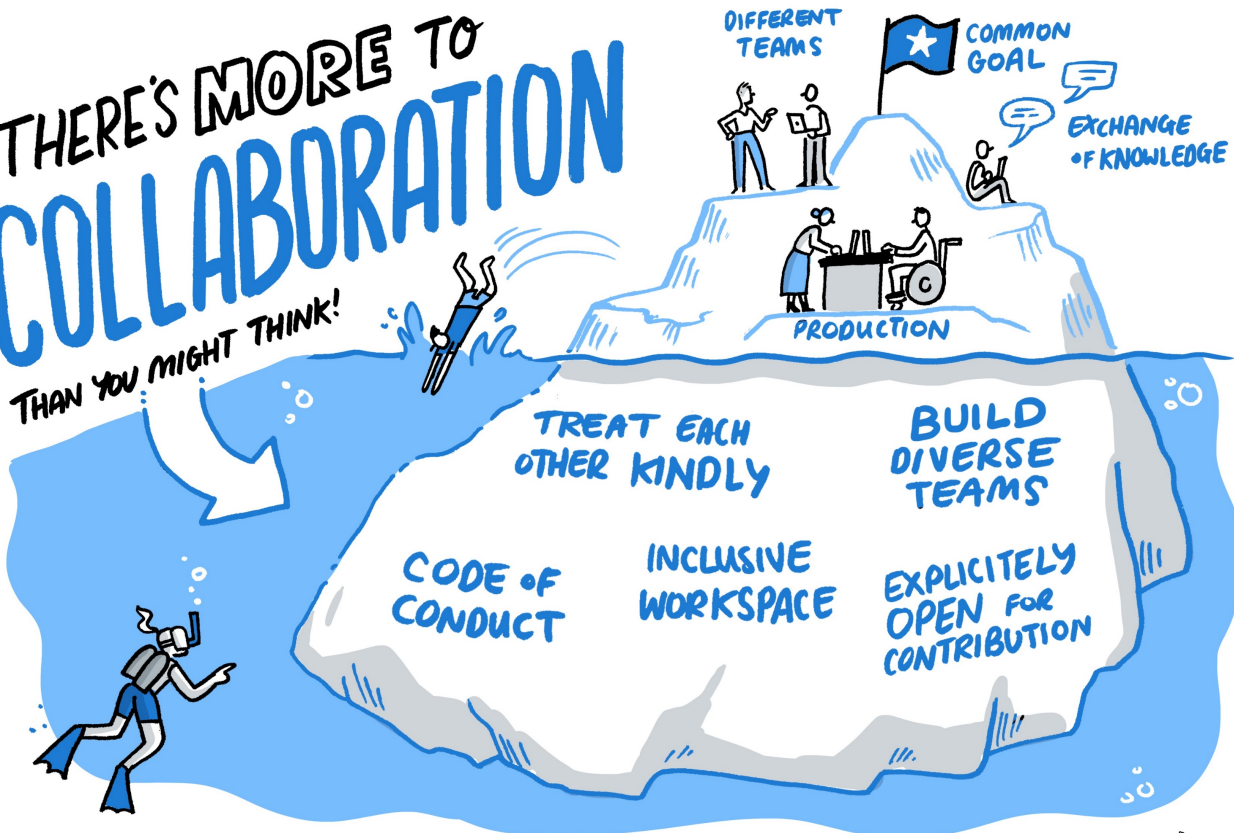 THERE'S MORE TO
COLLABORATION
THAN YOU MIGHT THINK!
DIFFERENT
TEAMS
COMMON
GOAL
EXCHANGE
OF KNOWLEDGE
PRODUCTION
TREAT EACH
OTHER KINDLY
BUILD
DIVERSE
TEAMS
CODE OF
CONDUCT
INCLUSIVE
WORKSPACE
EXPLICITELY
OPEN FOR
CONTRIBUTION